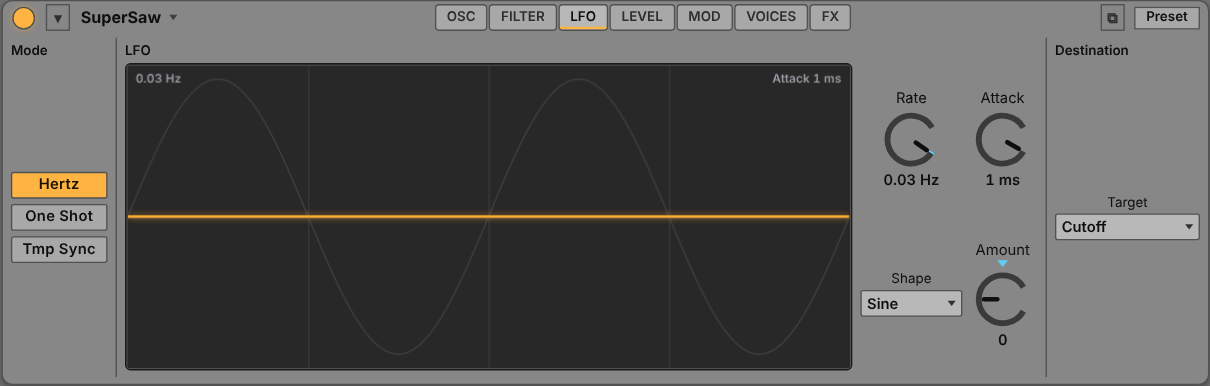 SuperSaw
OSC
FILTER
LFO
LEVEL
MOD
VOICES
FX
Preset
Mode
Hertz
One Shot
Tmp Sync
LFO
0.03 Hz
Attack 1 ms
Rate
0.03 Hz
Attack
1 ms
Shape
Sine
Amount
0
Destination
Target
Cutoff